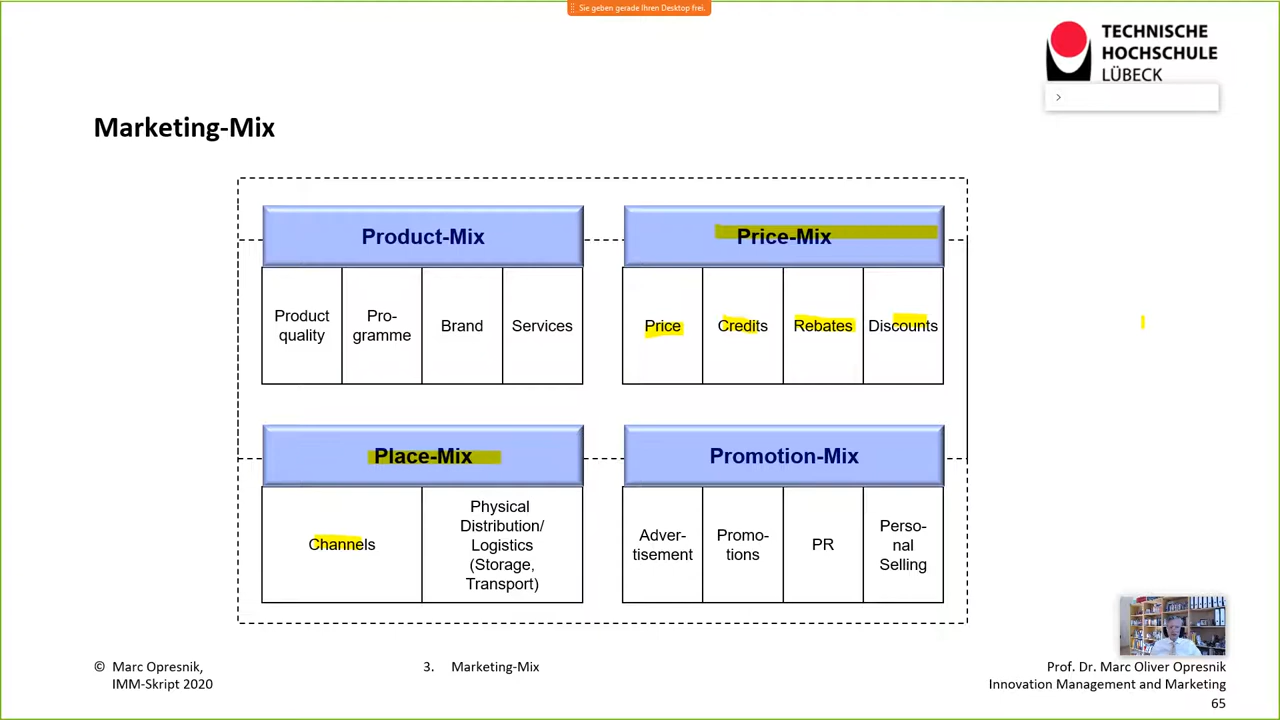 Sie geben gerade Ihren Desktop frei.
TECHNISCHE
HOCHSCHULE
LÜBECK
Marketing-Mix
Product-Mix
Product
quality
Pro-
gramme
Brand
Services
Price-Mix
Price
Credits
Rebates
Discounts
Place-Mix
Channels
Physical
Distribution/
Logistics
(Storage,
Transport)
Promotion-Mix
Adver-
tisement
Promo-
tions
PR
Perso-
nal
Selling
© Marc Opresnik,
IMM-Skript 2020
3. Marketing-Mix
Prof. Dr. Marc Oliver Opresnik
Innovation Management and Marketing
65